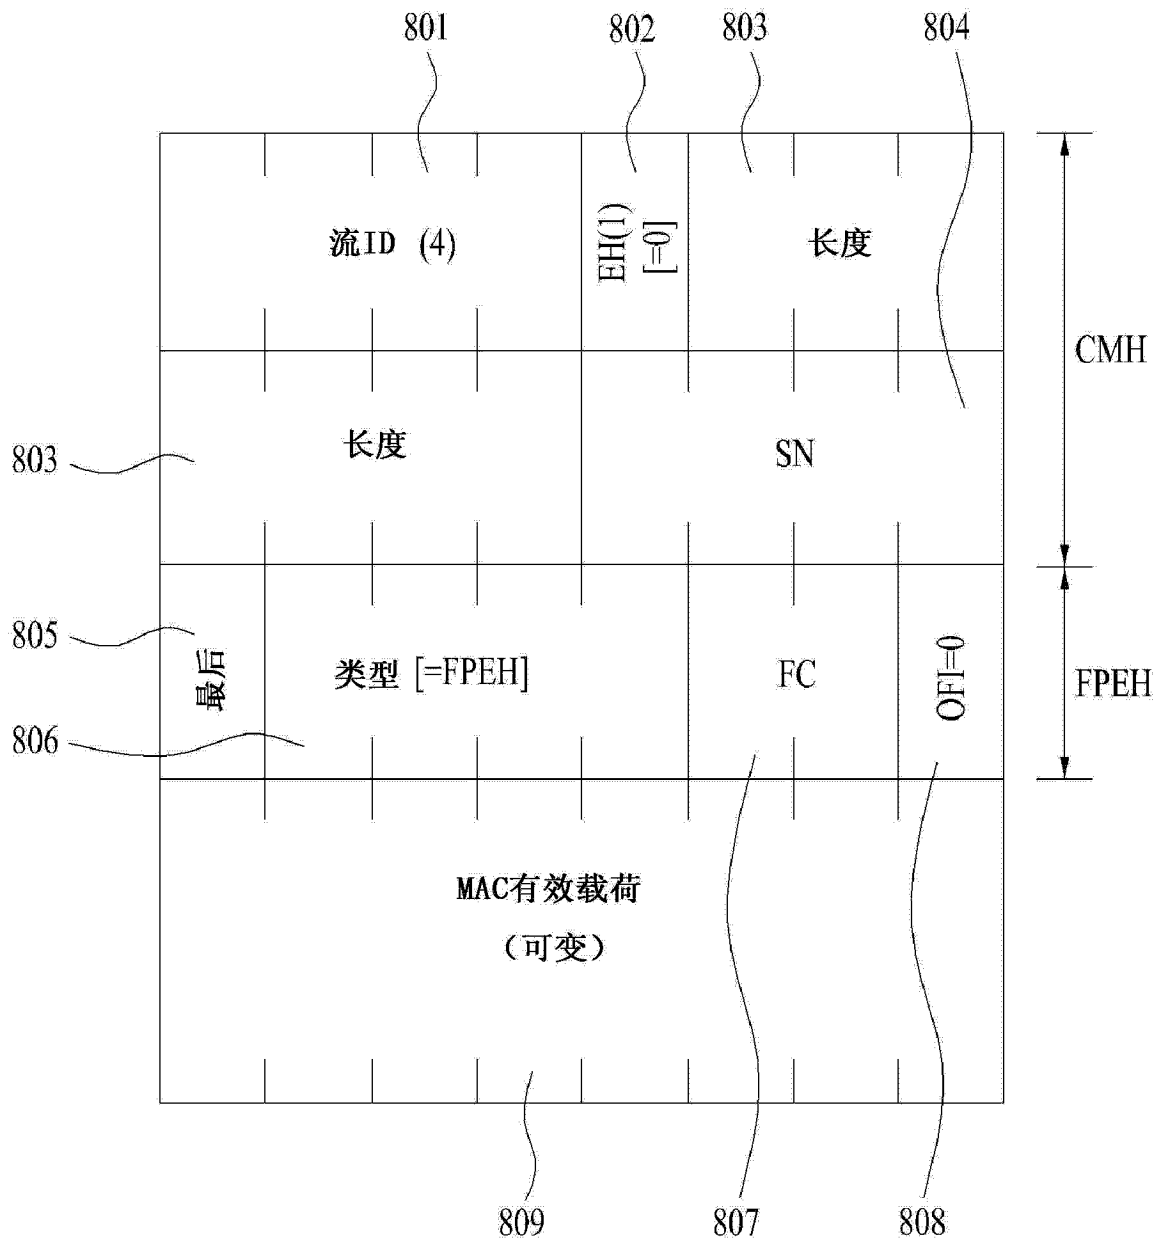 801
802
803
804
流ID (4)
EH(1)
[=0]
长度
CMH
803
长度
SN
805
最后
类型 [=FPEH]
FC
OFI=0
FPEH
806
MAC有效载荷
（可变）
809
807
808